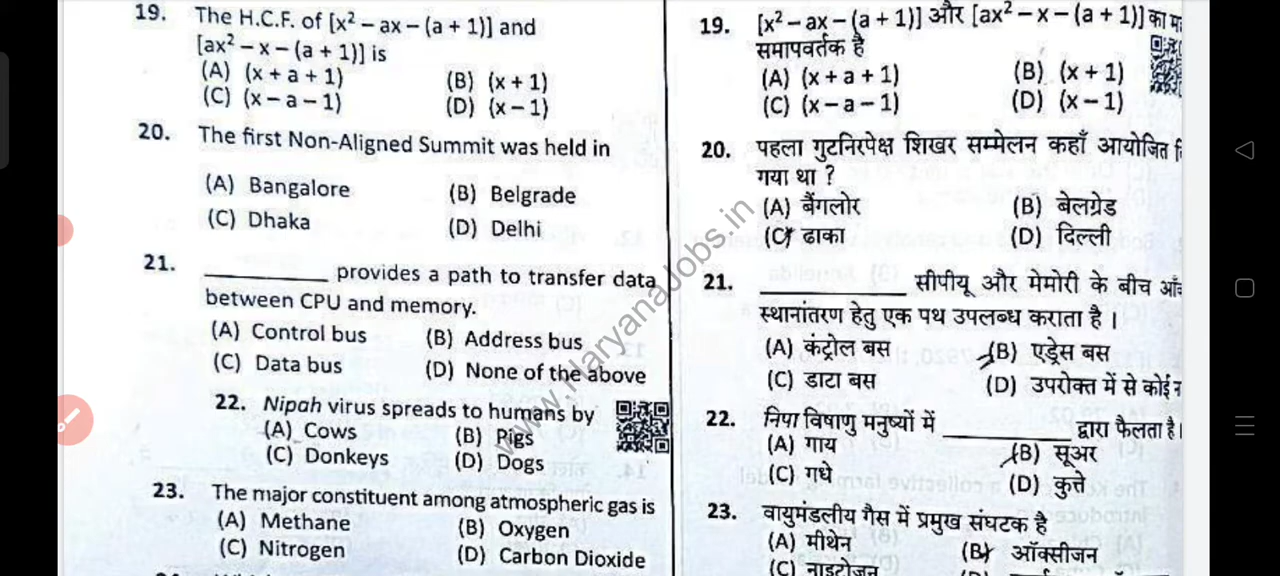 19. The H.C.F. of [x² – ax – (a + 1)] and
[ax² – x – (a + 1)] is
(A) (x + a + 1) (B) (x + 1)
(C) (x – a – 1) (D) (x – 1)
20. The first Non-Aligned Summit was held in
(A) Bangalore (B) Belgrade
(C) Dhaka (D) Delhi
21. ____________ provides a path to transfer data
between CPU and memory.
(A) Control bus (B) Address bus
(C) Data bus (D) None of the above
22. Nipah virus spreads to humans by
(A) Cows (B) Pigs
(C) Donkeys (D) Dogs
23. The major constituent among atmospheric gas is
(A) Methane (B) Oxygen
(C) Nitrogen (D) Carbon Dioxide
19. [x² – ax – (a + 1)] और [ax² – x – (a + 1)] का
समापवर्तक है
(A) (x + a + 1) (B) (x + 1)
(C) (x – a – 1) (D) (x – 1)
20. पहला गुटनिरपेक्ष शिखर सम्मेलन कहाँ आयोजित
गया था ?
(A) बैंगलोर (B) बेलग्रेड
(C) ढाका (D) दिल्ली
21. ____________ सीपीयू और मेमोरी के बीच
स्थानांतरण हेतु एक पथ उपलब्ध कराता है ।
(A) कंट्रोल बस (B) एड्रेस बस
(C) डाटा बस (D) उपरोक्त में से कोई
22. निपा विषाणु मनुष्यों में ____________ द्वारा फैलता है।
(A) गाय (B) सूअर
(C) गधे (D) कुत्ते
23. वायुमंडलीय गैस में प्रमुख संघटक है
(A) मीथेन (B) ऑक्सीजन
(C) नाइट्रोजन
www.HaryanaJobs.in